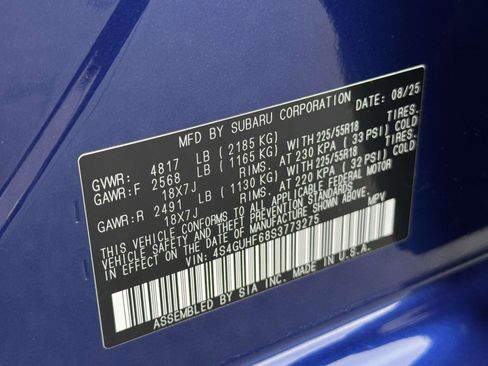 MFD BY SUBARU CORPORATION DATE: 08/25
GVWR: 4817 LB (2185 KG)
GAWR:F 2568 LB (1165 KG) WITH 225/55R18 TIRES.
18X7J RIMS. AT 230 KPA (33 PSI) COLD
GAWR:R 2491 LB (1130 KG) WITH 225/55R18 TIRES.
18X7J RIMS. AT 220 KPA (32 PSI) COLD
THIS VEHICLE CONFORMS TO ALL APPLICABLE FEDERAL MOTOR
VEHICLE SAFETY STANDARDS IN EFFECT ON THE
DATE OF MANUFACTURE SHOWN ABOVE.
VIN: 4S4GUHF68S3773275 MPV
ASSEMBLED BY SIA INC. MADE IN U.S.A.